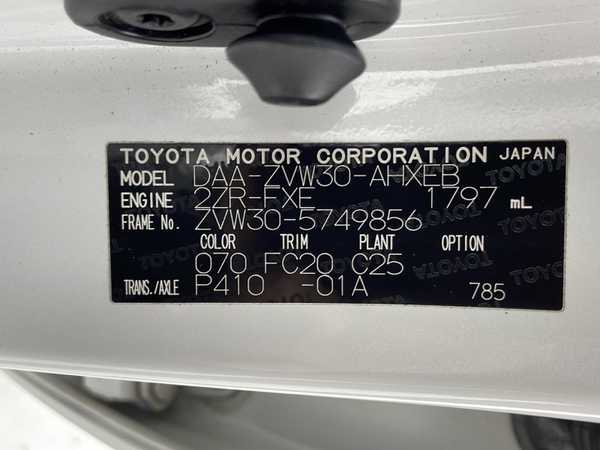 TOYOTA MOTOR CORPORATION JAPAN
MODEL DAA-ZVW30-AHXEB
ENGINE 2ZR-FXE 1797 mL
FRAME No. ZVW30-5749856
COLOR TRIM PLANT OPTION
070 FC20 C25
TRANS./AXLE P410 -01A 785